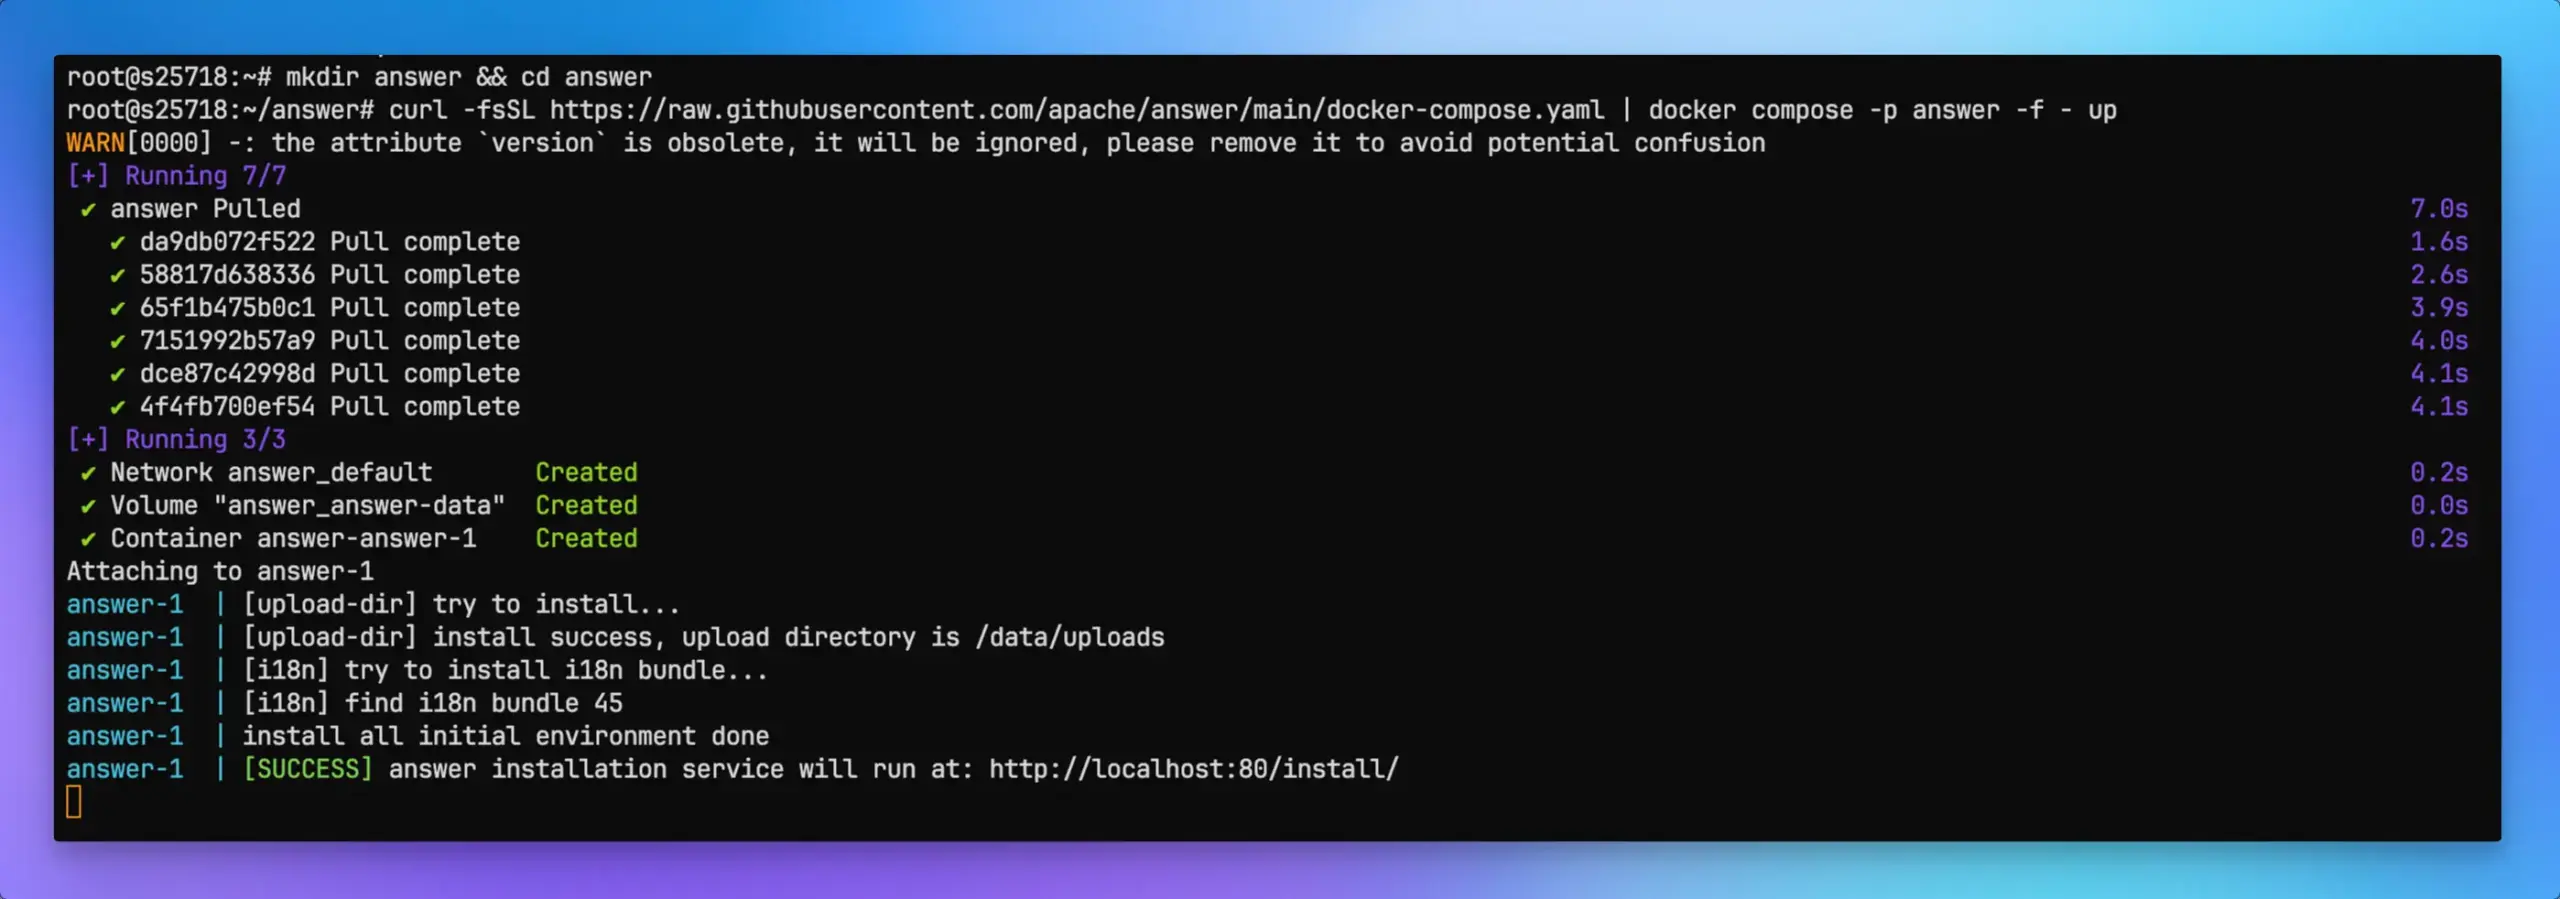 root@s25718:~# mkdir answer && cd answer
root@s25718:~/answer# curl -fsSL https://raw.githubusercontent.com/apache/answer/main/docker-compose.yaml | docker compose -p answer -f - up
WARN[0000] -: the attribute `version` is obsolete, it will be ignored, please remove it to avoid potential confusion
[+] Running 7/7
✔ answer Pulled 7.0s
✔ da9db072f522 Pull complete 1.6s
✔ 58817d638336 Pull complete 2.6s
✔ 65f1b475b0c1 Pull complete 3.9s
✔ 7151992b57a9 Pull complete 4.0s
✔ dce87c42998d Pull complete 4.1s
✔ 4f4fb700ef54 Pull complete 4.1s
[+] Running 3/3
✔ Network answer_default Created 0.2s
✔ Volume "answer_answer-data" Created 0.0s
✔ Container answer-answer-1 Created 0.2s
Attaching to answer-1
answer-1 | [upload-dir] try to install...
answer-1 | [upload-dir] install success, upload directory is /data/uploads
answer-1 | [i18n] try to install i18n bundle...
answer-1 | [i18n] find i18n bundle 45
answer-1 | install all initial environment done
answer-1 | [SUCCESS] answer installation service will run at: http://localhost:80/install/